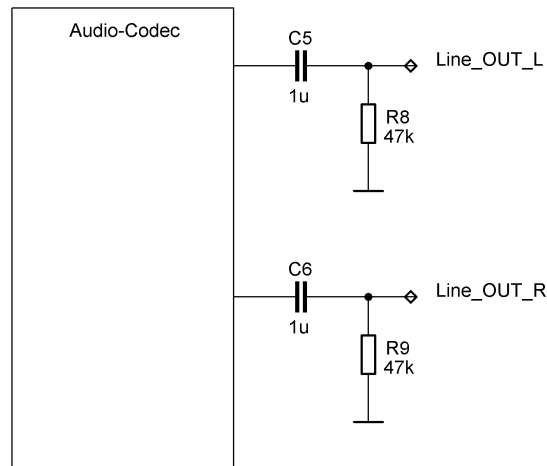 Audio-Codec
C5
1u
Line_OUT_L
R8
47k
C6
1u
Line_OUT_R
R9
47k